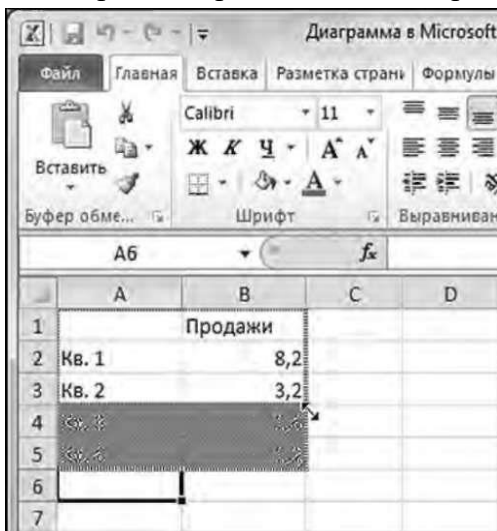 Диаграмма в Microsoft
Файл Главная Вставка Разметка страни Формулы
Calibri 11
Вставить Ж К Ч A A
А
Буфер обме... Шрифт Выравниван
A6 fx
A B C D
1 Продажи
2 Кв. 1 8,2
3 Кв. 2 3,2
4
5
6
7